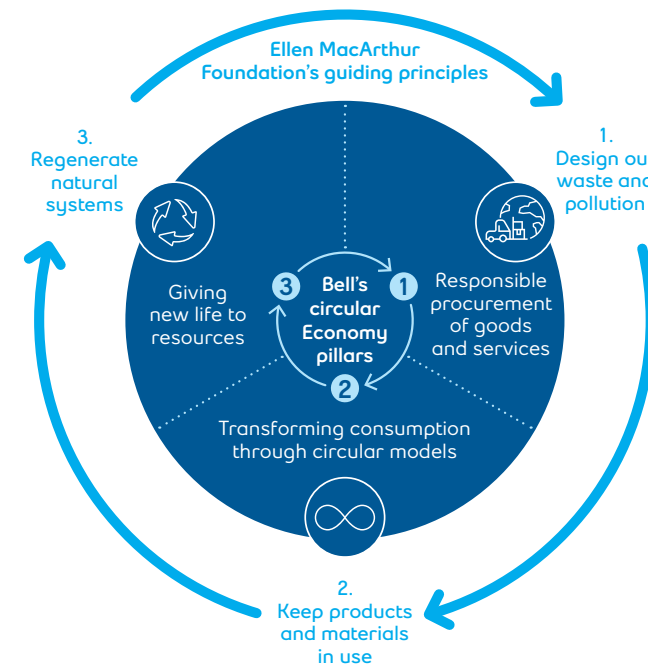 Ellen MacArthur
Foundation's guiding principles
1.
Design ou
waste and
pollution
2.
Keep products
and materials
in use
3.
Regenerate
natural
systems
Bell's
circular
Economy
pillars
1
Responsible
procurement
of goods
and services
2
Transforming consumption
through circular models
3
Giving
new life to
resources